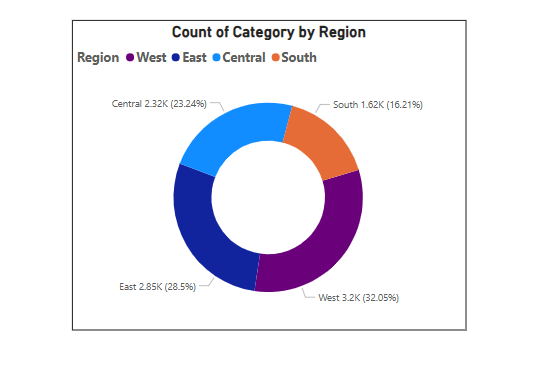 Count of Category by Region
Region West East Central South
Central 2.32K (23.24%)
South 1.62K (16.21%)
East 2.85K (28.5%)
West 3.2K (32.05%)